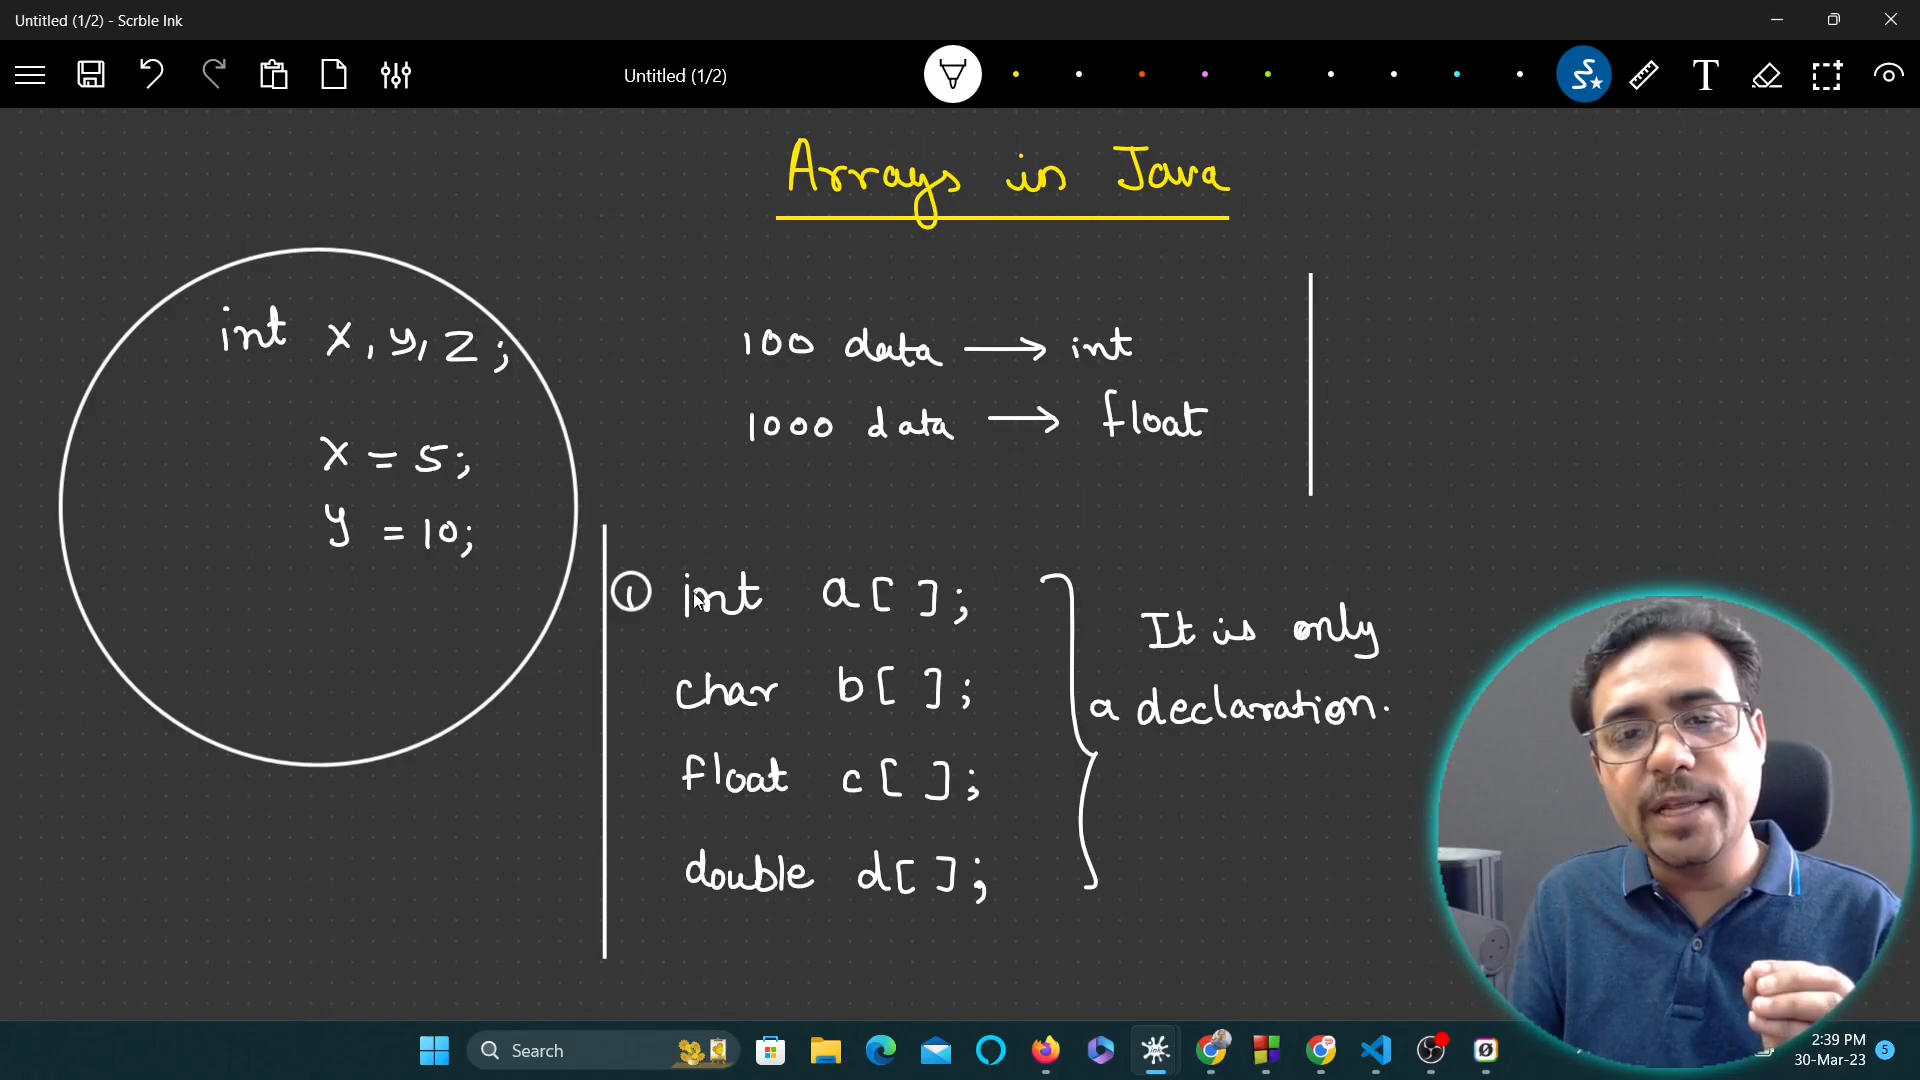 Untitled (1/2) - Scrble Ink
Untitled (1/2)
T
Arrays in Java
int x, y, z;
x = 5;
y = 10;
100 data → int
1000 data → float
① int a[ ];
char b[ ];
float c[ ];
double d[ ];
It is only
a declaration.
Search
2:39 PM
30-Mar-23
5